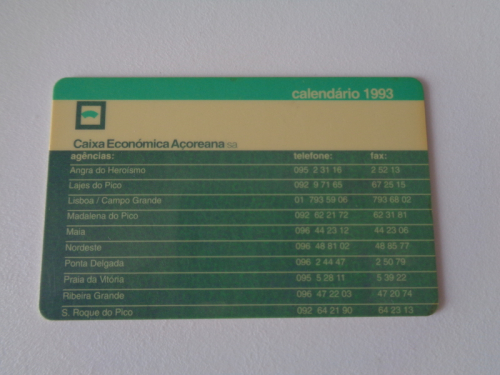 calendário 1993
Caixa Económica Açoreana sa
agências: telefone: fax:
Angra do Heroísmo 095 2 31 16 2 52 13
Lajes do Pico 092 9 71 65 67 25 15
Lisboa / Campo Grande 01 793 59 06 793 68 02
Madalena do Pico 092 62 21 72 62 31 81
Maia 096 44 23 12 44 23 06
Nordeste 096 48 81 02 48 85 77
Ponta Delgada 096 2 44 47 2 50 79
Praia da Vitória 095 5 28 11 5 39 22
Ribeira Grande 096 47 22 03 47 20 74
S. Roque do Pico 092 64 21 90 64 23 13